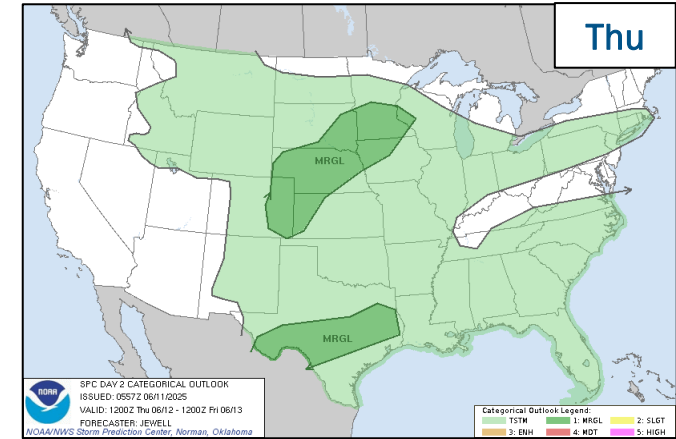 Thu
MRGL
MRGL
NOAA
SPC DAY 2 CATEGORICAL OUTLOOK
ISSUED: 0557Z 06/11/2025
VALID: 1200Z Thu 06/12 - 1200Z Fri 06/13
FORECASTER: JEWELL
NOAA/NWS Storm Prediction Center, Norman, Oklahoma
Categorical Outlook Legend:
TSTM 1: MRGL 2: SLGT
3: ENH 4: MDT 5: HIGH